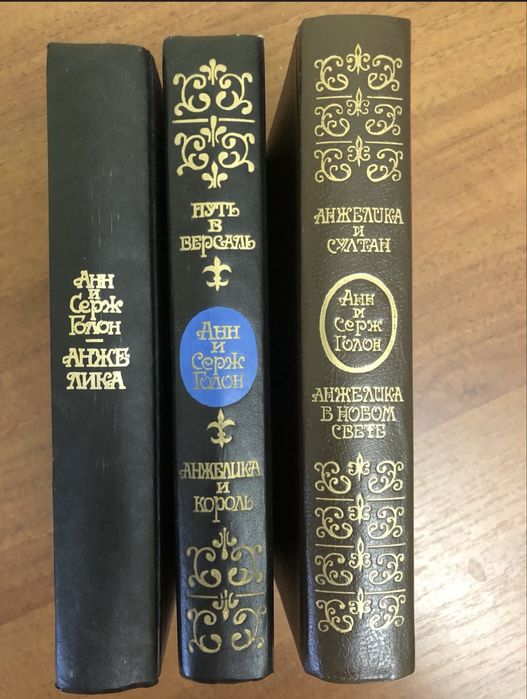 Анн
и
Серж
Голон
АНЖЕ
ЛИКА
ПУТЬ
В
ВЕРСАЛЬ
Анн
и
Серж
Голон
АНЖЕЛИКА
И
КОРОЛЬ
АНЖЕЛИКА
И
СУЛТАН
Анн
и
Серж
Голон
АНЖЕЛИКА
В НОВОМ
СВЕТЕ